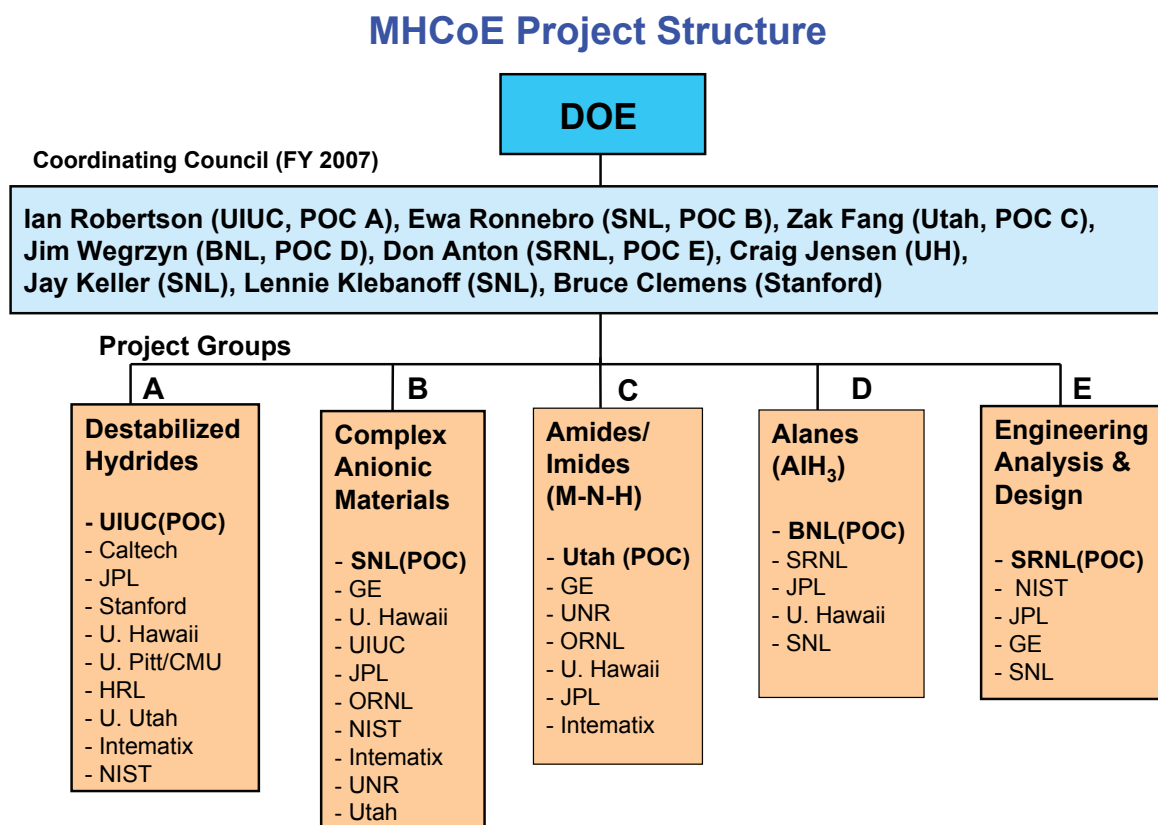 MHCoE Project Structure
DOE
Coordinating Council (FY 2007)
Ian Robertson (UIUC, POC A), Ewa Ronnebro (SNL, POC B), Zak Fang (Utah, POC C),
Jim Wegrzyn (BNL, POC D), Don Anton (SRNL, POC E), Craig Jensen (UH),
Jay Keller (SNL), Lennie Klebanoff (SNL), Bruce Clemens (Stanford)
Project Groups
A
Destabilized
Hydrides
- UIUC(POC)
- Caltech
- JPL
- Stanford
- U. Hawaii
- U. Pitt/CMU
- HRL
- U. Utah
- Intematix
- NIST
B
Complex
Anionic
Materials
- SNL(POC)
- GE
- U. Hawaii
- UIUC
- JPL
- ORNL
- NIST
- Intematix
- UNR
- Utah
C
Amides/
Imides
(M-N-H)
- Utah (POC)
- GE
- UNR
- ORNL
- U. Hawaii
- JPL
- Intematix
D
Alanes
(AlH₃)
- BNL(POC)
- SRNL
- JPL
- U. Hawaii
- SNL
E
Engineering
Analysis &
Design
- SRNL(POC)
- NIST
- JPL
- GE
- SNL